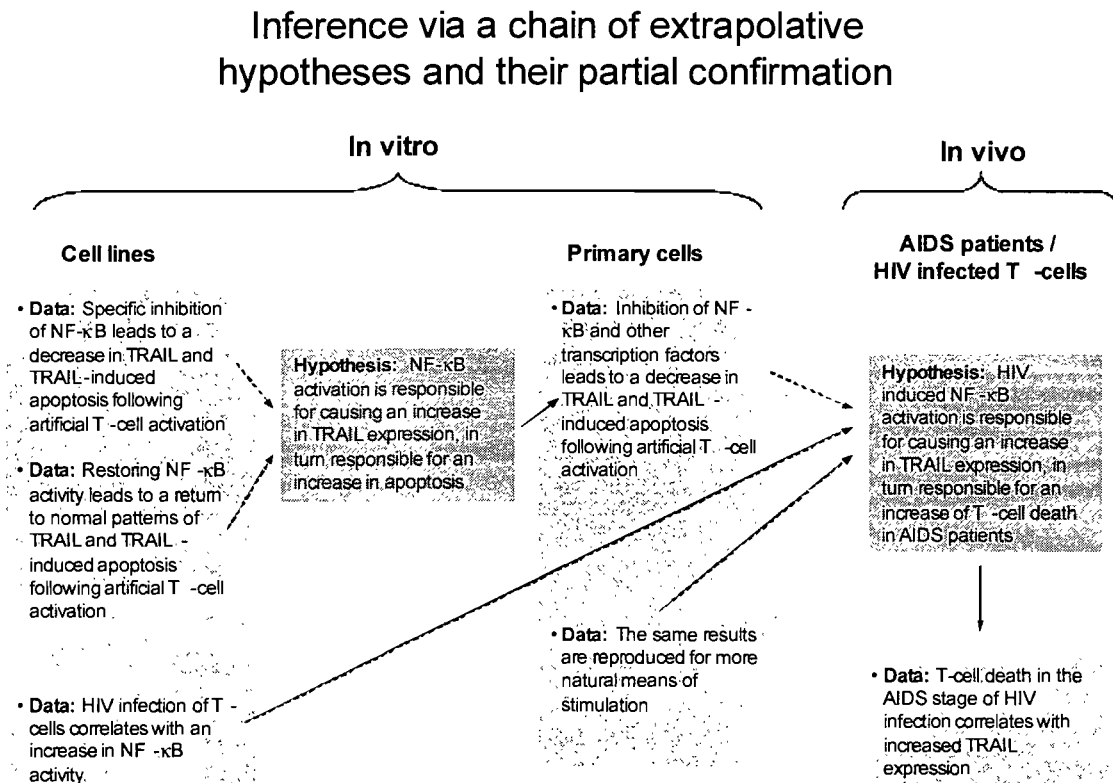 Inference via a chain of extrapolative
hypotheses and their partial confirmation
In vitro
In vivo
Cell lines
Primary cells
AIDS patients /
HIV infected T -cells
• Data: Specific inhibition
of NF-κB leads to a
decrease in TRAIL and
TRAIL-induced
apoptosis following
artificial T -cell activation
• Data: Restoring NF -κB
activity leads to a return
to normal patterns of
TRAIL and TRAIL -
induced apoptosis
following artificial T -cell
activation
• Data: HIV infection of T -
cells correlates with an
increase in NF -κB
activity.
Hypothesis: NF-κB
activation is responsible
for causing an increase
in TRAIL expression, in
turn responsible for an
increase in apoptosis
• Data: Inhibition of NF -
κB and other
transcription factors
leads to a decrease in
TRAIL and TRAIL -
induced apoptosis
following artificial T -cell
activation
• Data: The same results
are reproduced for more
natural means of
stimulation
Hypothesis: HIV
induced NF-κB
activation is responsible
for causing an increase
in TRAIL expression, in
turn responsible for an
increase of T -cell death
in AIDS patients
• Data: T-cell death in the
AIDS stage of HIV
infection correlates with
increased TRAIL
expression